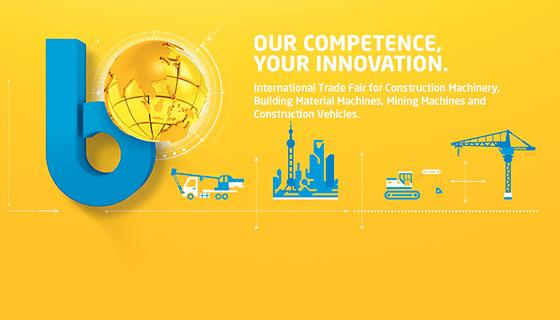 b
OUR COMPETENCE,
YOUR INNOVATION.
International Trade Fair for Construction Machinery,
Building Material Machines, Mining Machines and
Construction Vehicles.